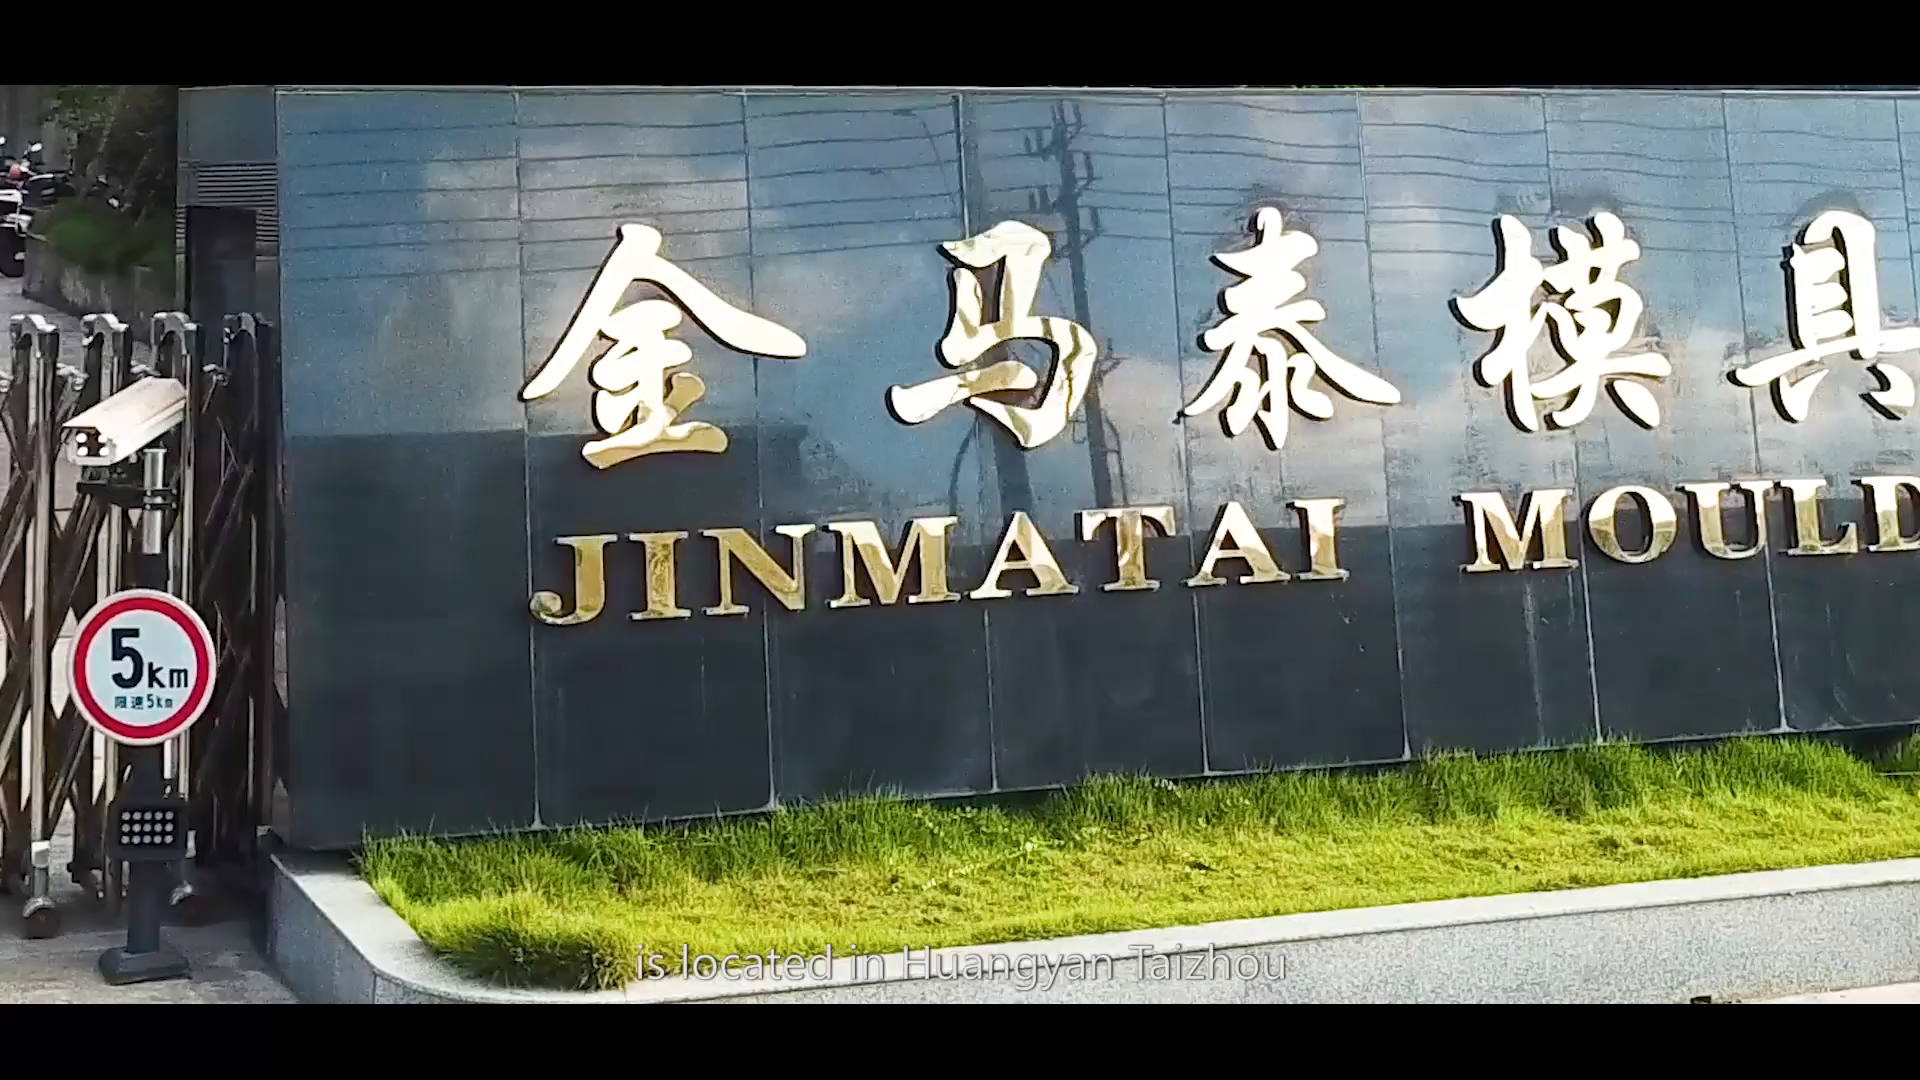 金马泰模具
JINMATAI MOULD
5km
限速5km
is located in Huangyan Taizhou